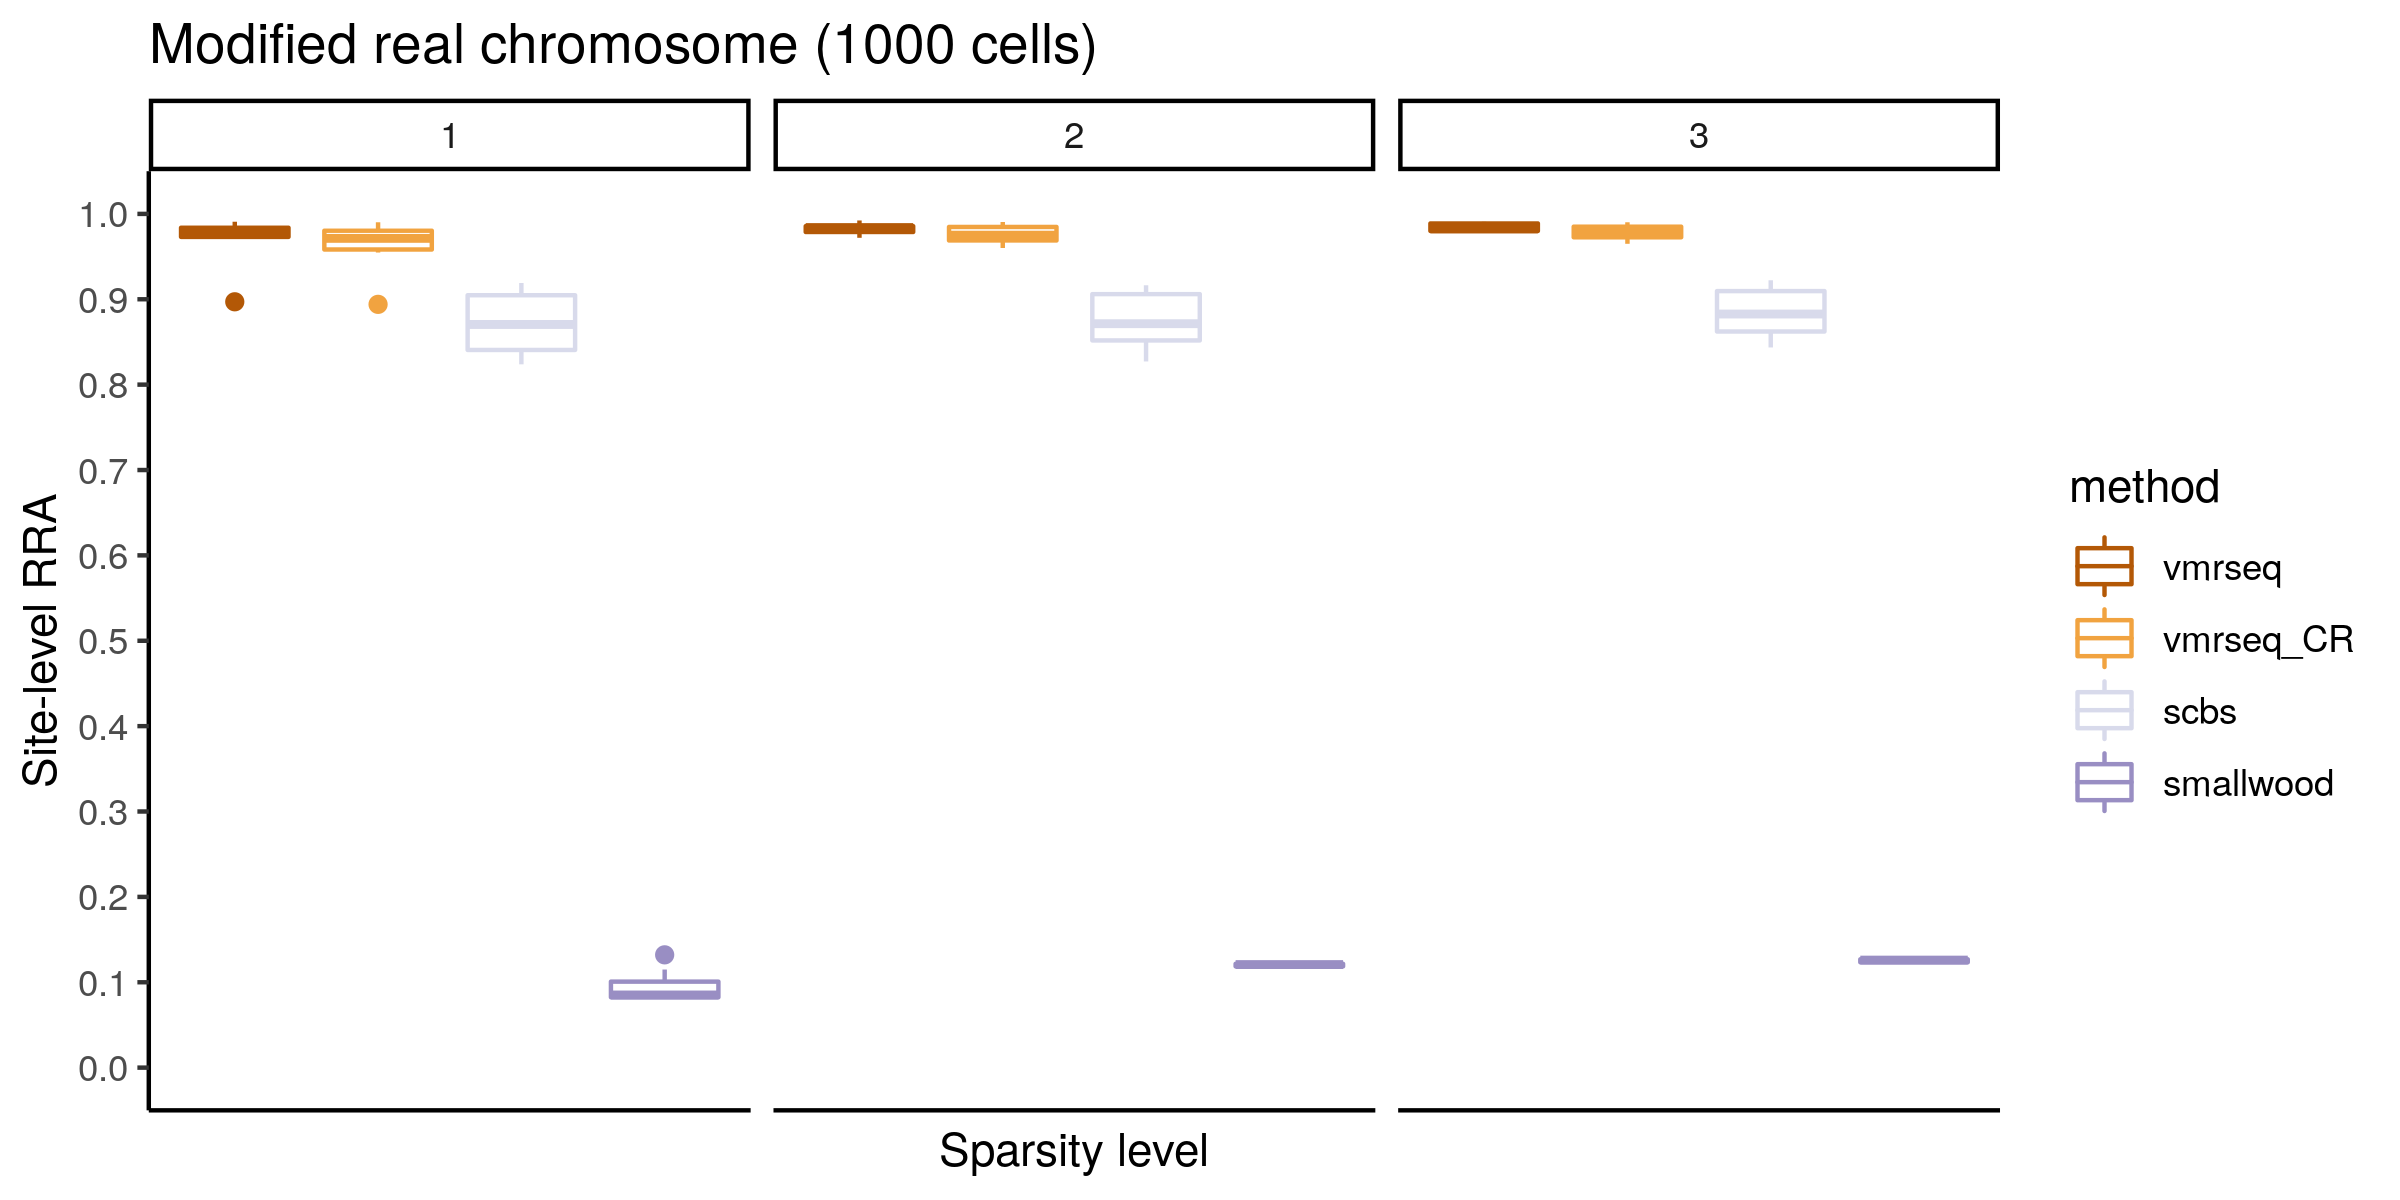 Modified real chromosome (1000 cells)
1
2
3
1.0
0.9
0.8
0.7
0.6
0.5
0.4
0.3
0.2
0.1
0.0
Site-level RRA
Sparsity level
method
vmrseq
vmrseq_CR
scbs
smallwood